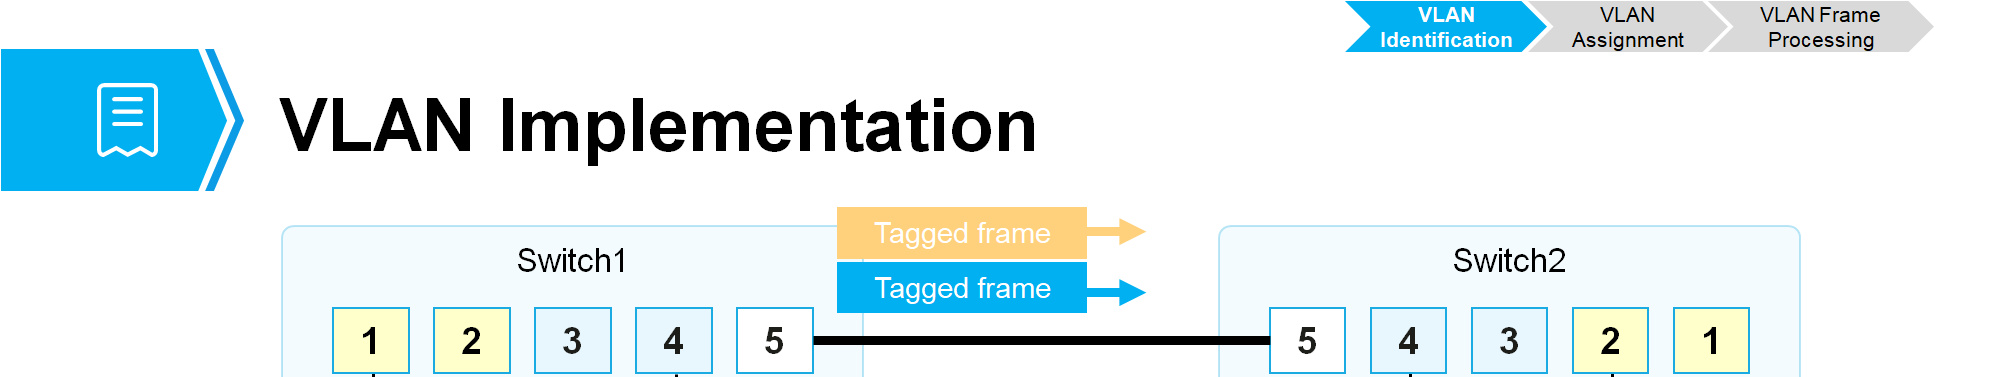 VLAN
Identification
VLAN
Assignment
VLAN Frame
Processing
VLAN Implementation
Tagged frame
Tagged frame
Switch1
Switch2
1 2 3 4 5
5 4 3 2 1